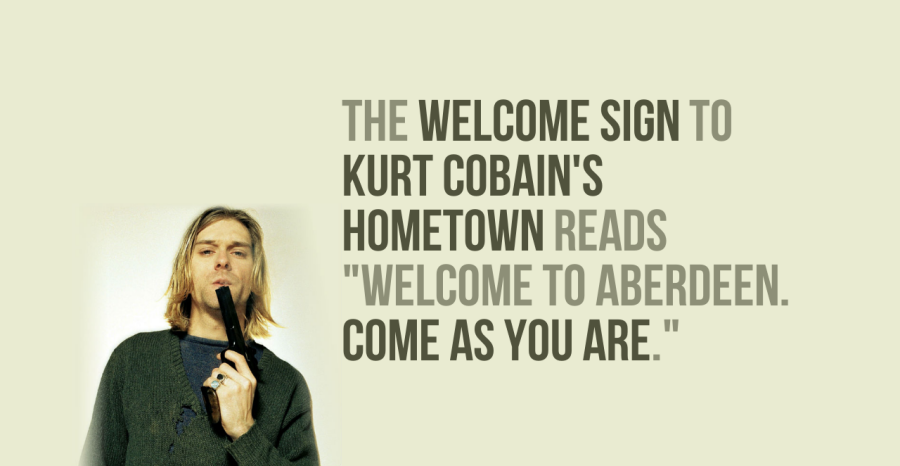 THE WELCOME SIGN TO
KURT COBAIN'S
HOMETOWN READS
"WELCOME TO ABERDEEN.
COME AS YOU ARE."